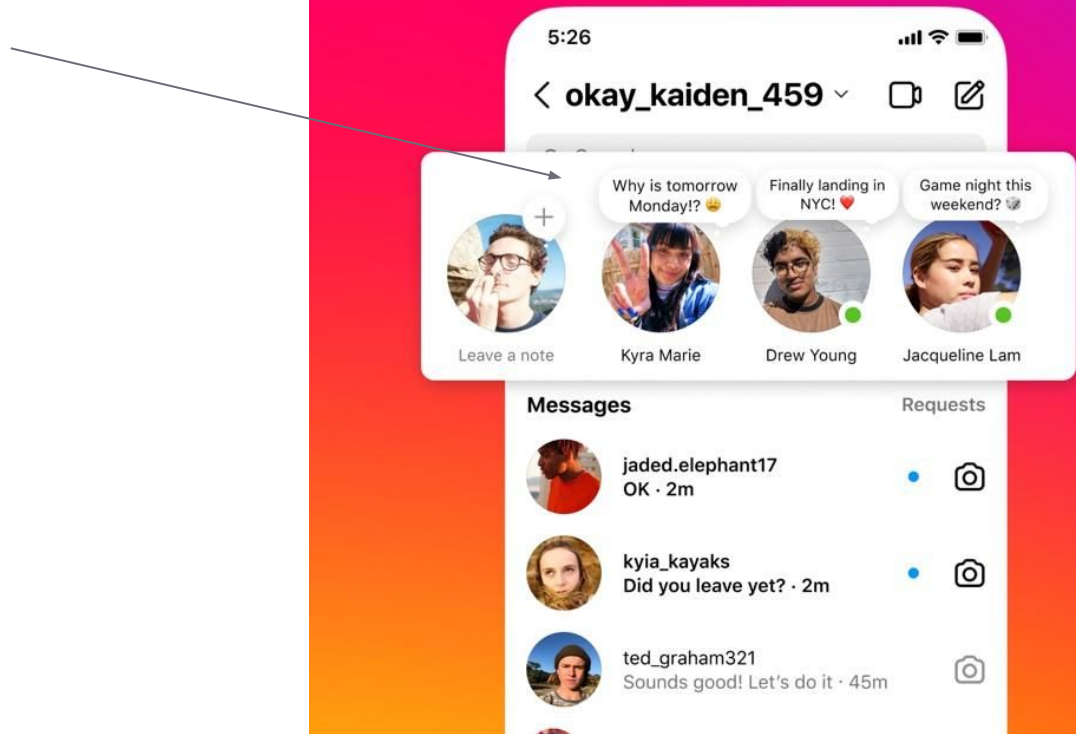 5:26
okay_kaiden_459
Why is tomorrow
Monday!? 😩
Finally landing in
NYC! ❤️
Game night this
weekend? 🎲
Leave a note
Kyra Marie
Drew Young
Jacqueline Lam
Messages
Requests
jaded.elephant17
OK · 2m
kyia_kayaks
Did you leave yet? · 2m
ted_graham321
Sounds good! Let's do it · 45m